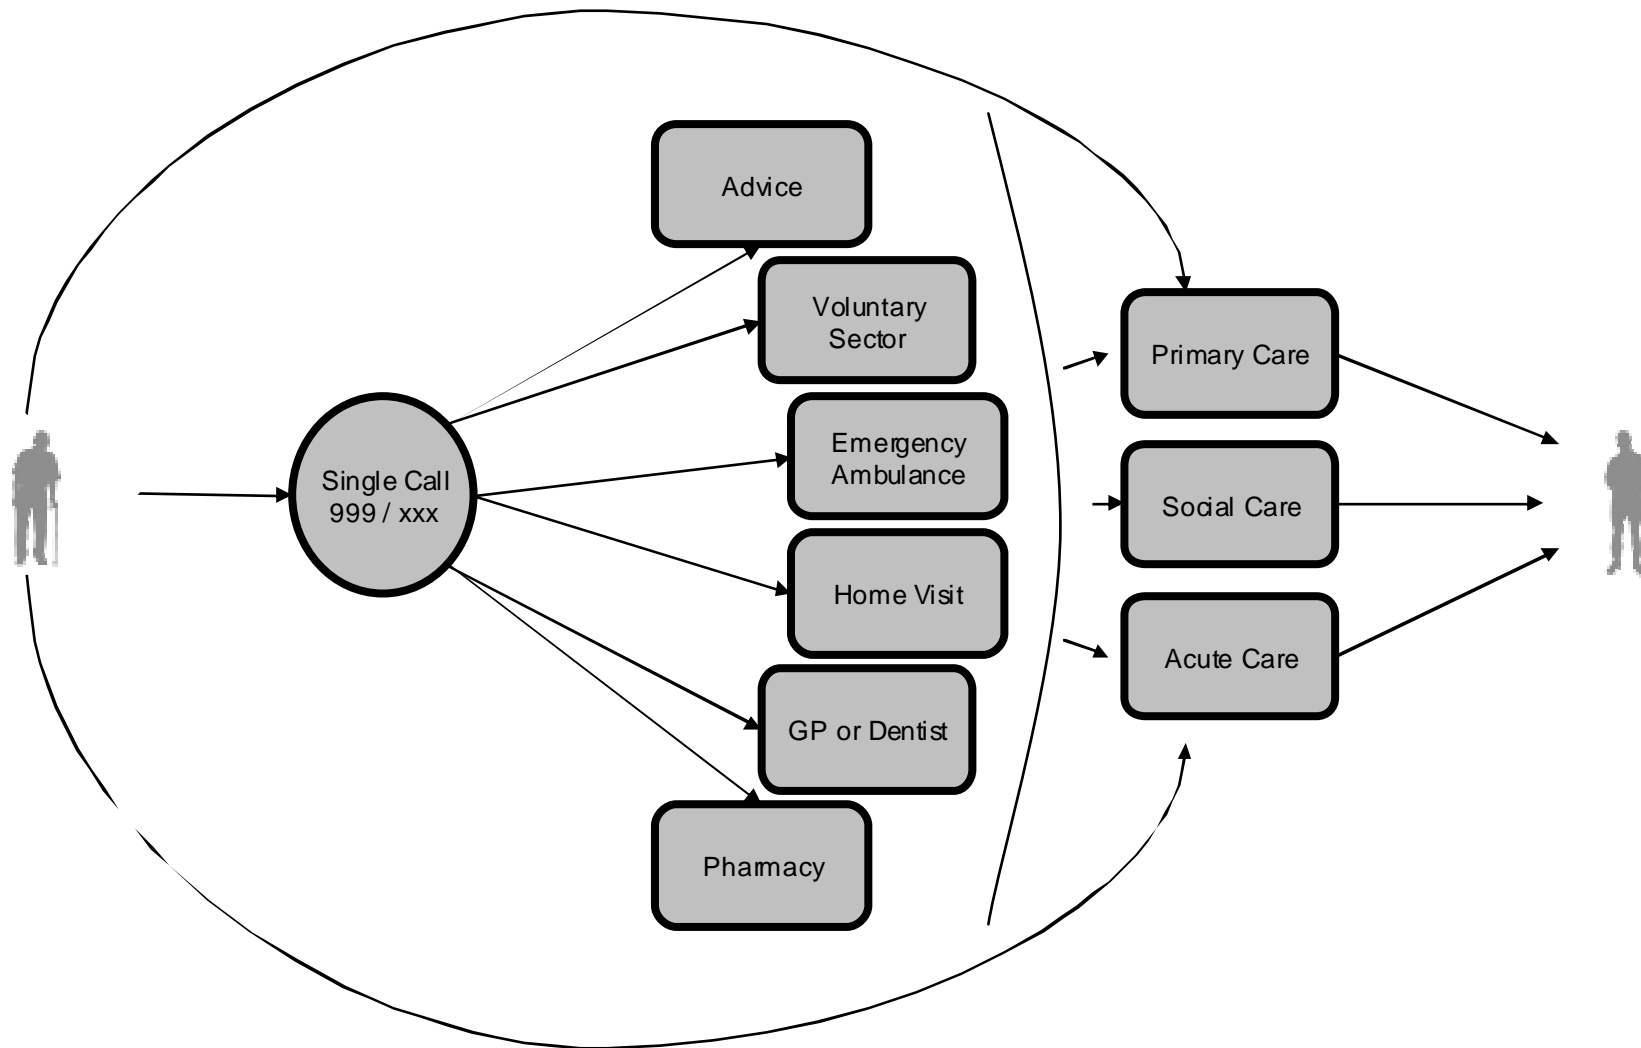 Advice
Voluntary
Sector
Emergency
Ambulance
Single Call
999 / xxx
Home Visit
GP or Dentist
Pharmacy
Primary Care
Social Care
Acute Care